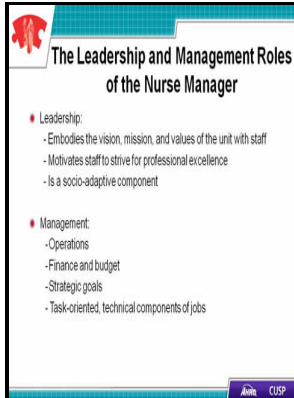 The Leadership and Management Roles
of the Nurse Manager
Leadership:
- Embodies the vision, mission, and values of the unit with staff
- Motivates staff to strive for professional excellence
- Is a socio-adaptive component
Management:
- Operations
- Finance and budget
- Strategic goals
- Task-oriented, technical components of jobs
AHRQ CUSP